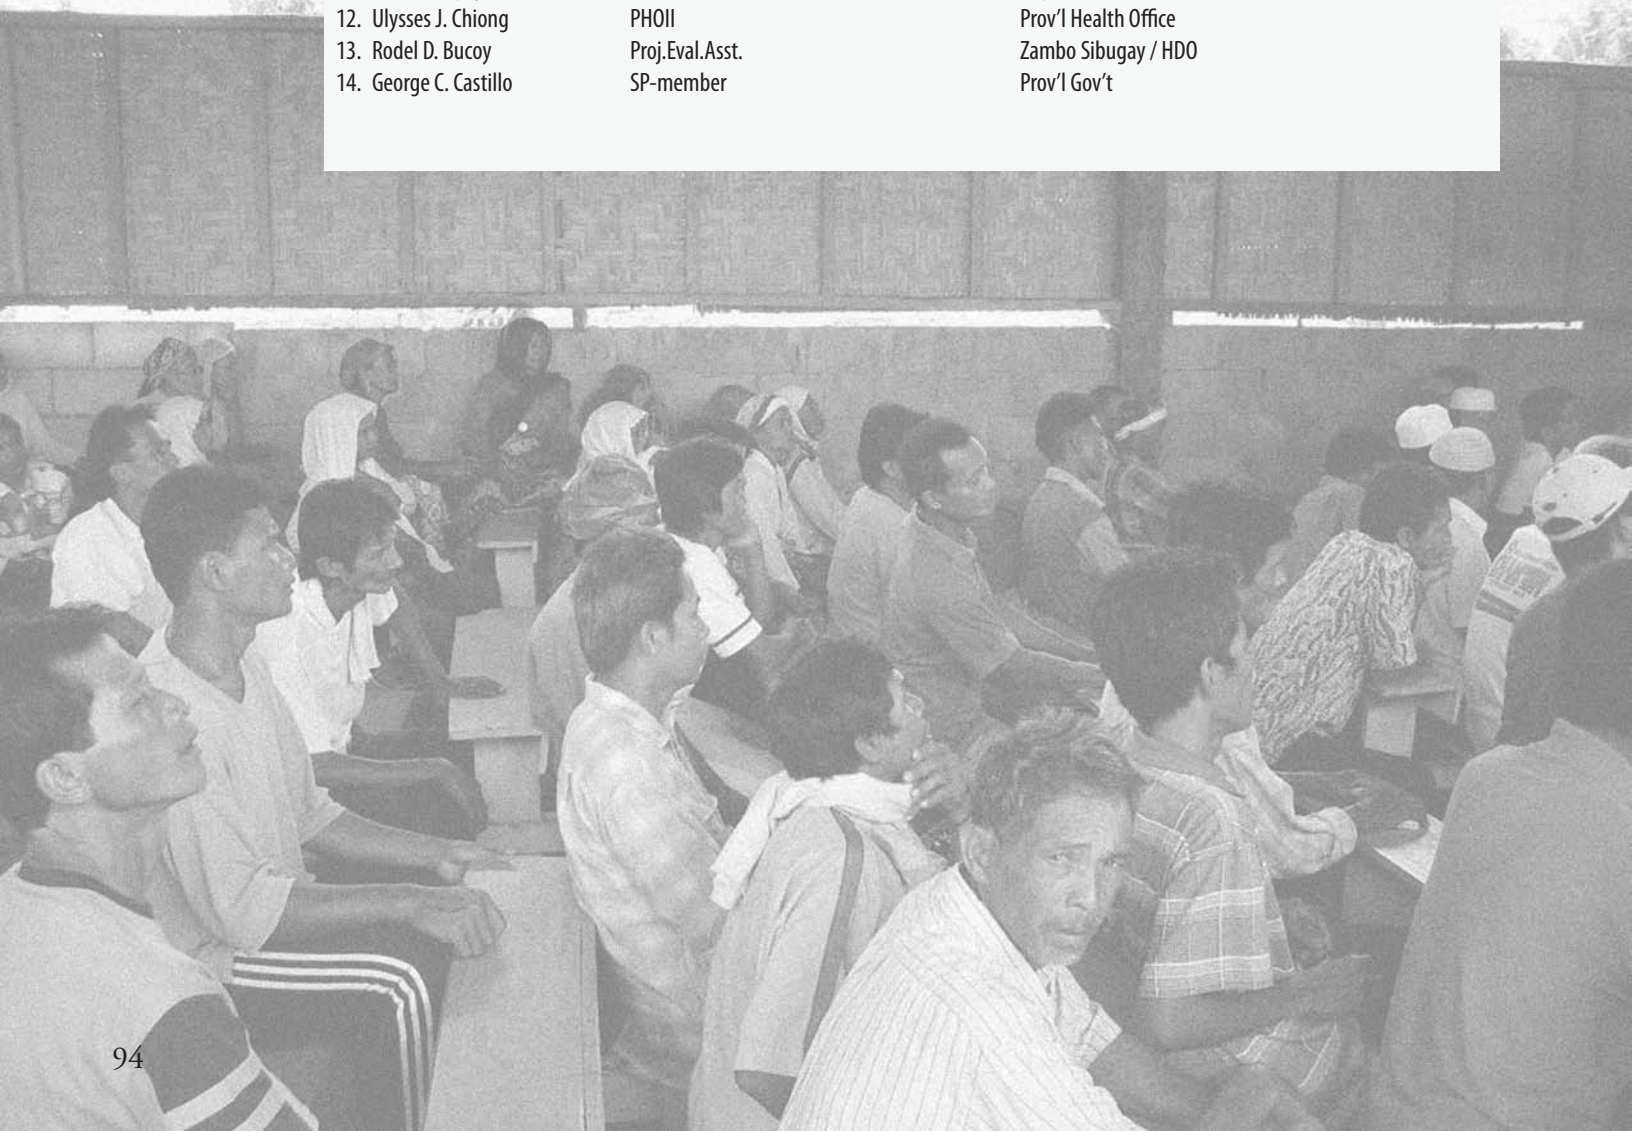 12. Ulysses J. Chiong PHOII Prov'l Health Office
13. Rodel D. Bucoy Proj.Eval.Asst. Zambo Sibugay / HDO
14. George C. Castillo SP-member Prov'l Gov't
94